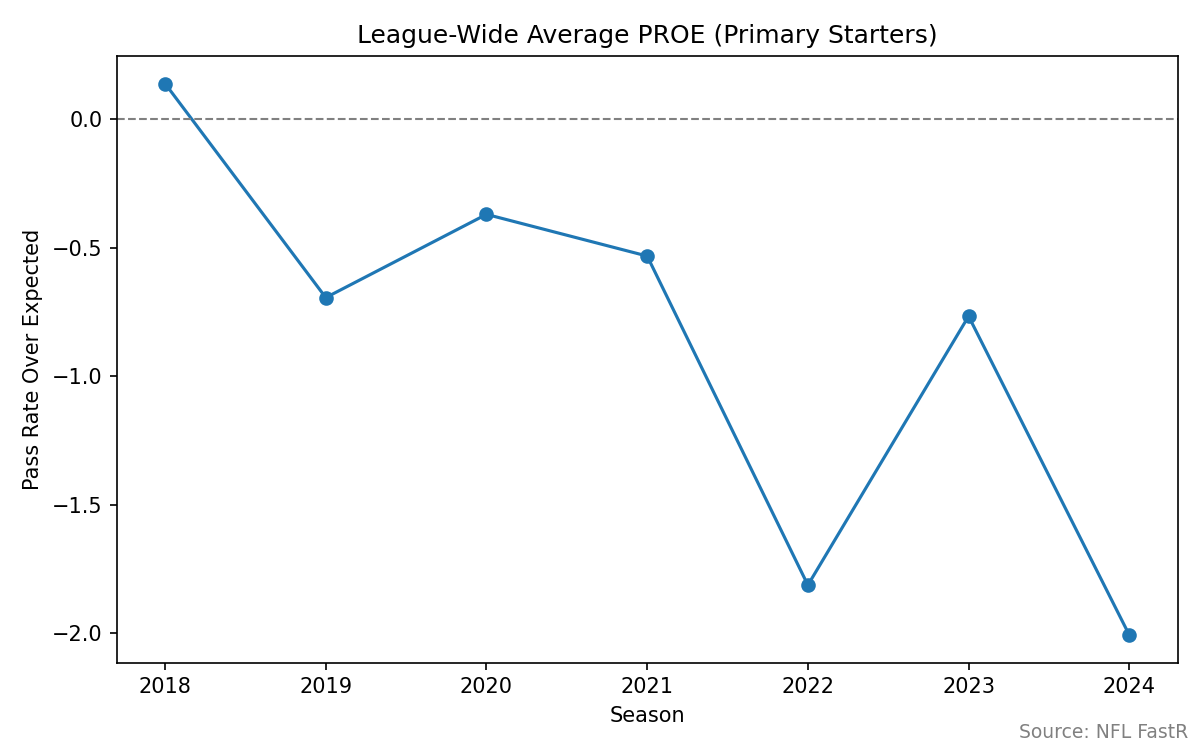 League-Wide Average PROE (Primary Starters)
Pass Rate Over Expected
0.0
−0.5
−1.0
−1.5
−2.0
2018 2019 2020 2021 2022 2023 2024
Season
Source: NFL FastR